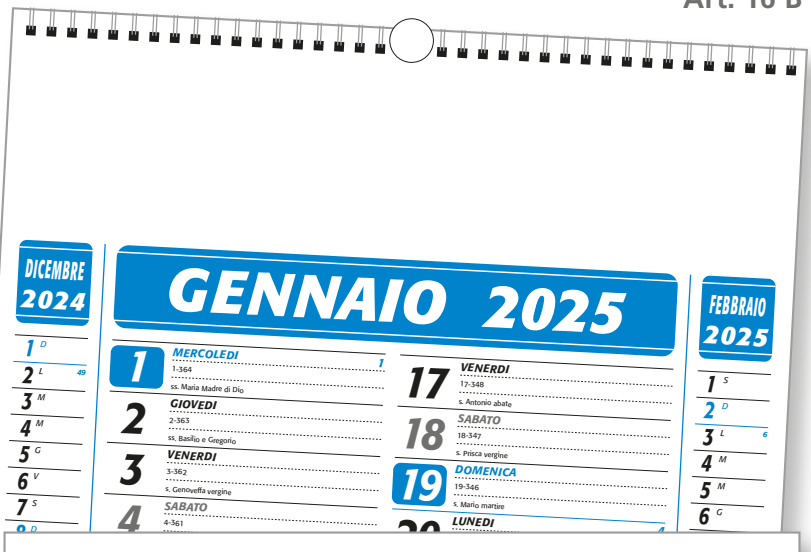 Art. 16 B
DICEMBRE
2024
1 D
2 L 49
3 M
4 M
5 G
6 V
7 S
8 D
GENNAIO 2025
1 MERCOLEDI 1
1-364
ss. Maria Madre di Dio
2 GIOVEDI
2-363
ss. Basilio e Gregorio
3 VENERDI
3-362
s. Genoveffa vergine
4 SABATO
4-361
17 VENERDI
17-348
s. Antonio abate
18 SABATO
18-347
s. Prisca vergine
19 DOMENICA
19-346
s. Mario martire
20 LUNEDI 4
FEBBRAIO
2025
1 S
2 D
3 L 6
4 M
5 M
6 G